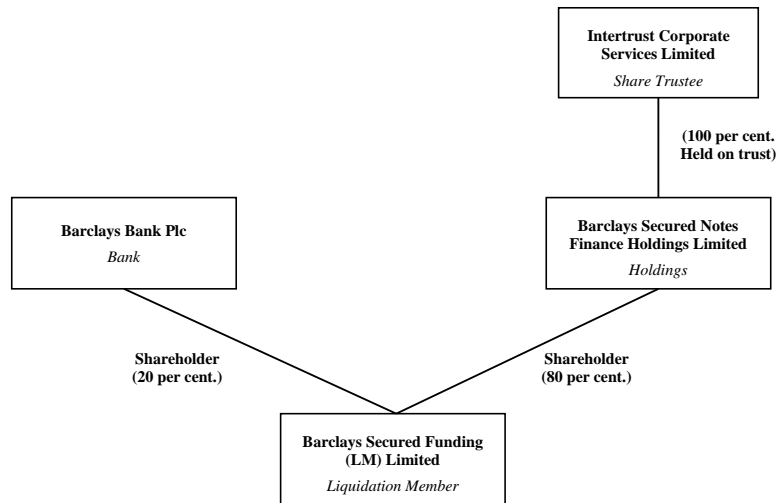 Intertrust Corporate
Services Limited
Share Trustee
(100 per cent.
Held on trust)
Barclays Bank Plc
Bank
Barclays Secured Notes
Finance Holdings Limited
Holdings
Shareholder
(20 per cent.)
Shareholder
(80 per cent.)
Barclays Secured Funding
(LM) Limited
Liquidation Member